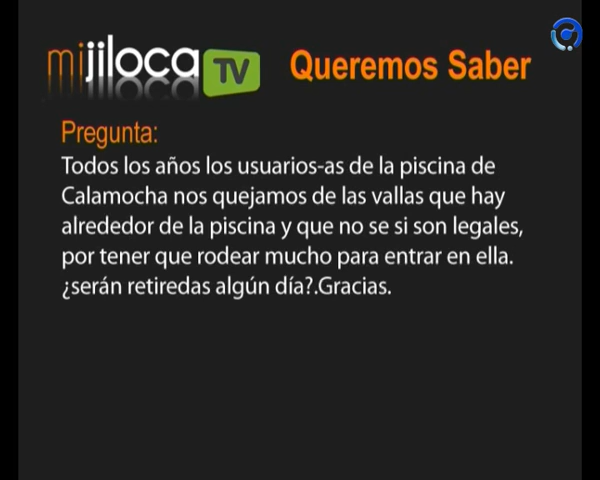 mijiloca TV Queremos Saber
Pregunta:
Todos los años los usuarios-as de la piscina de
Calamocha nos quejamos de las vallas que hay
alrededor de la piscina y que no se si son legales,
por tener que rodear mucho para entrar en ella.
¿serán retiredas algún día?.Gracias.